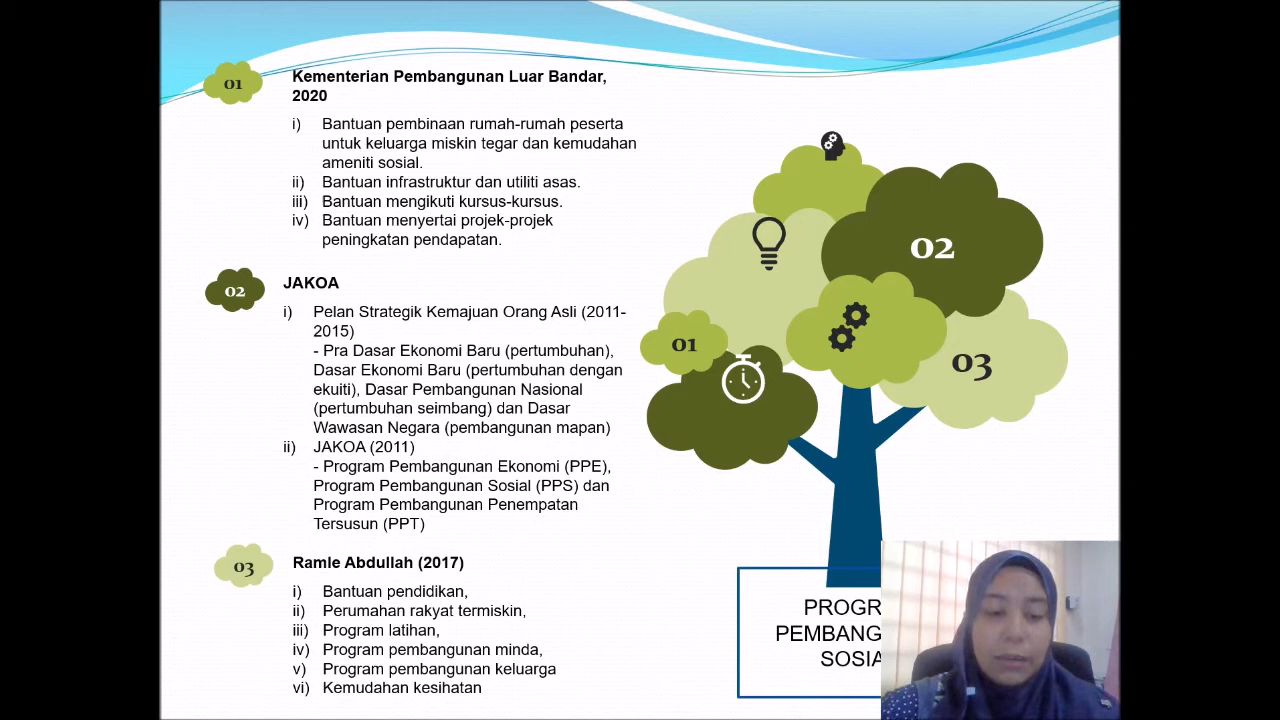 01
Kementerian Pembangunan Luar Bandar,
2020
i) Bantuan pembinaan rumah-rumah peserta
untuk keluarga miskin tegar dan kemudahan
ameniti sosial.
ii) Bantuan infrastruktur dan utiliti asas.
iii) Bantuan mengikuti kursus-kursus.
iv) Bantuan menyertai projek-projek
peningkatan pendapatan.
02
JAKOA
i) Pelan Strategik Kemajuan Orang Asli (2011-
2015)
- Pra Dasar Ekonomi Baru (pertumbuhan),
Dasar Ekonomi Baru (pertumbuhan dengan
ekuiti), Dasar Pembangunan Nasional
(pertumbuhan seimbang) dan Dasar
Wawasan Negara (pembangunan mapan)
ii) JAKOA (2011)
- Program Pembangunan Ekonomi (PPE),
Program Pembangunan Sosial (PPS) dan
Program Pembangunan Penempatan
Tersusun (PPT)
03
Ramle Abdullah (2017)
i) Bantuan pendidikan,
ii) Perumahan rakyat termiskin,
iii) Program latihan,
iv) Program pembangunan minda,
v) Program pembangunan keluarga
vi) Kemudahan kesihatan
02
01
03
PROGR
PEMBANG
SOSIA